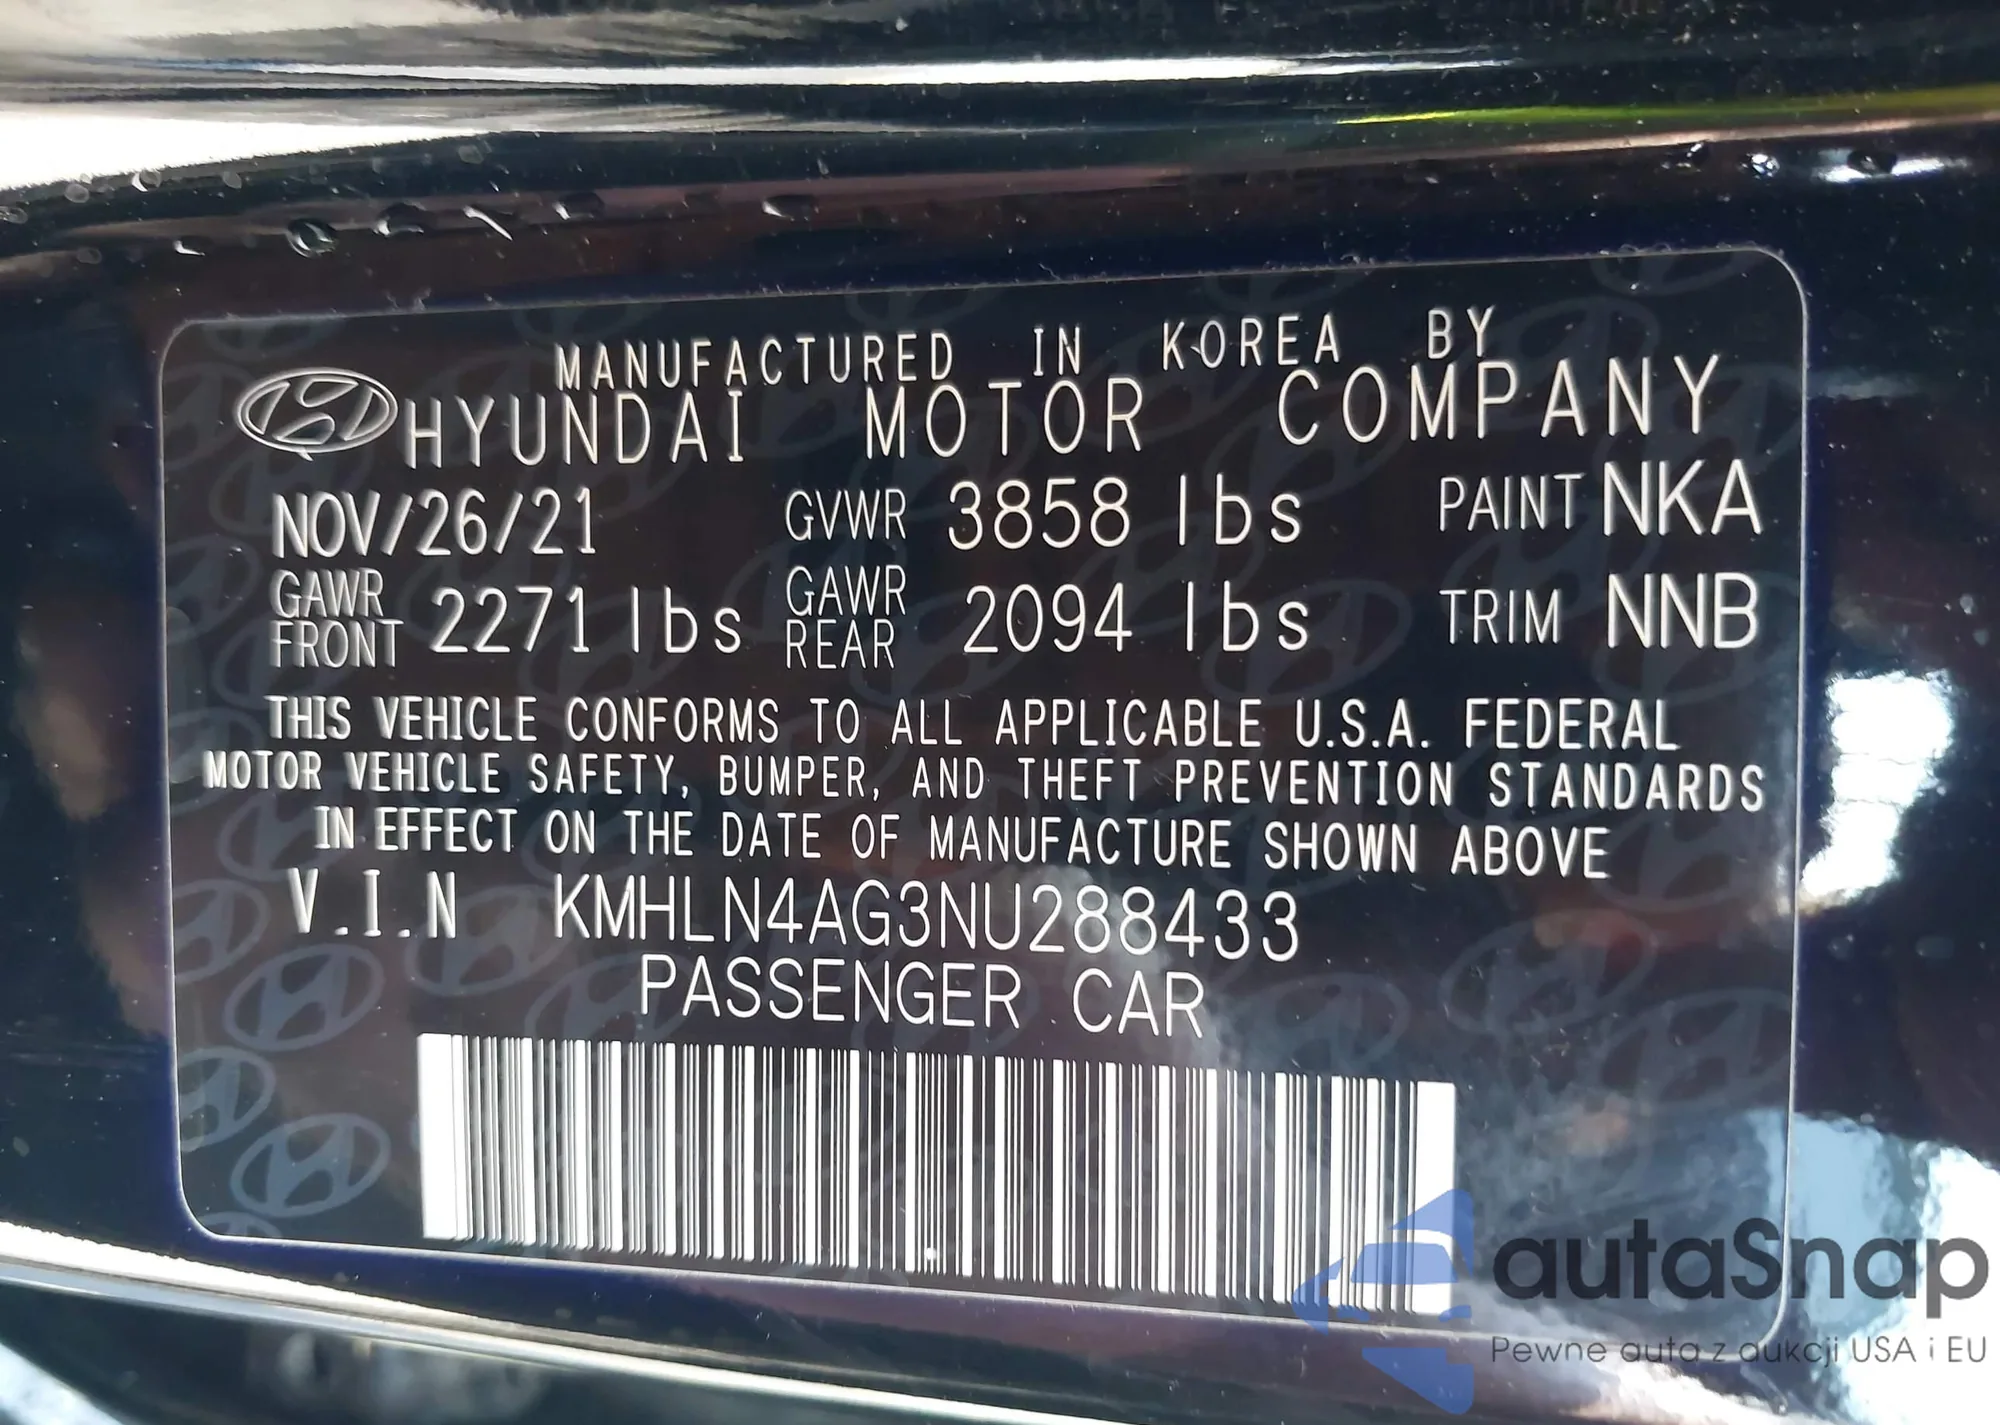 MANUFACTURED IN KOREA BY
HYUNDAI MOTOR COMPANY
NOV/26/21 GVWR 3858 lbs PAINT NKA
GAWR FRONT 2271 lbs GAWR REAR 2094 lbs TRIM NNB
THIS VEHICLE CONFORMS TO ALL APPLICABLE U.S.A. FEDERAL
MOTOR VEHICLE SAFETY, BUMPER, AND THEFT PREVENTION STANDARDS
IN EFFECT ON THE DATE OF MANUFACTURE SHOWN ABOVE
V.I.N KMHLN4AG3NU288433
PASSENGER CAR
autaSnap
Pewne auta z aukcji USA i EU